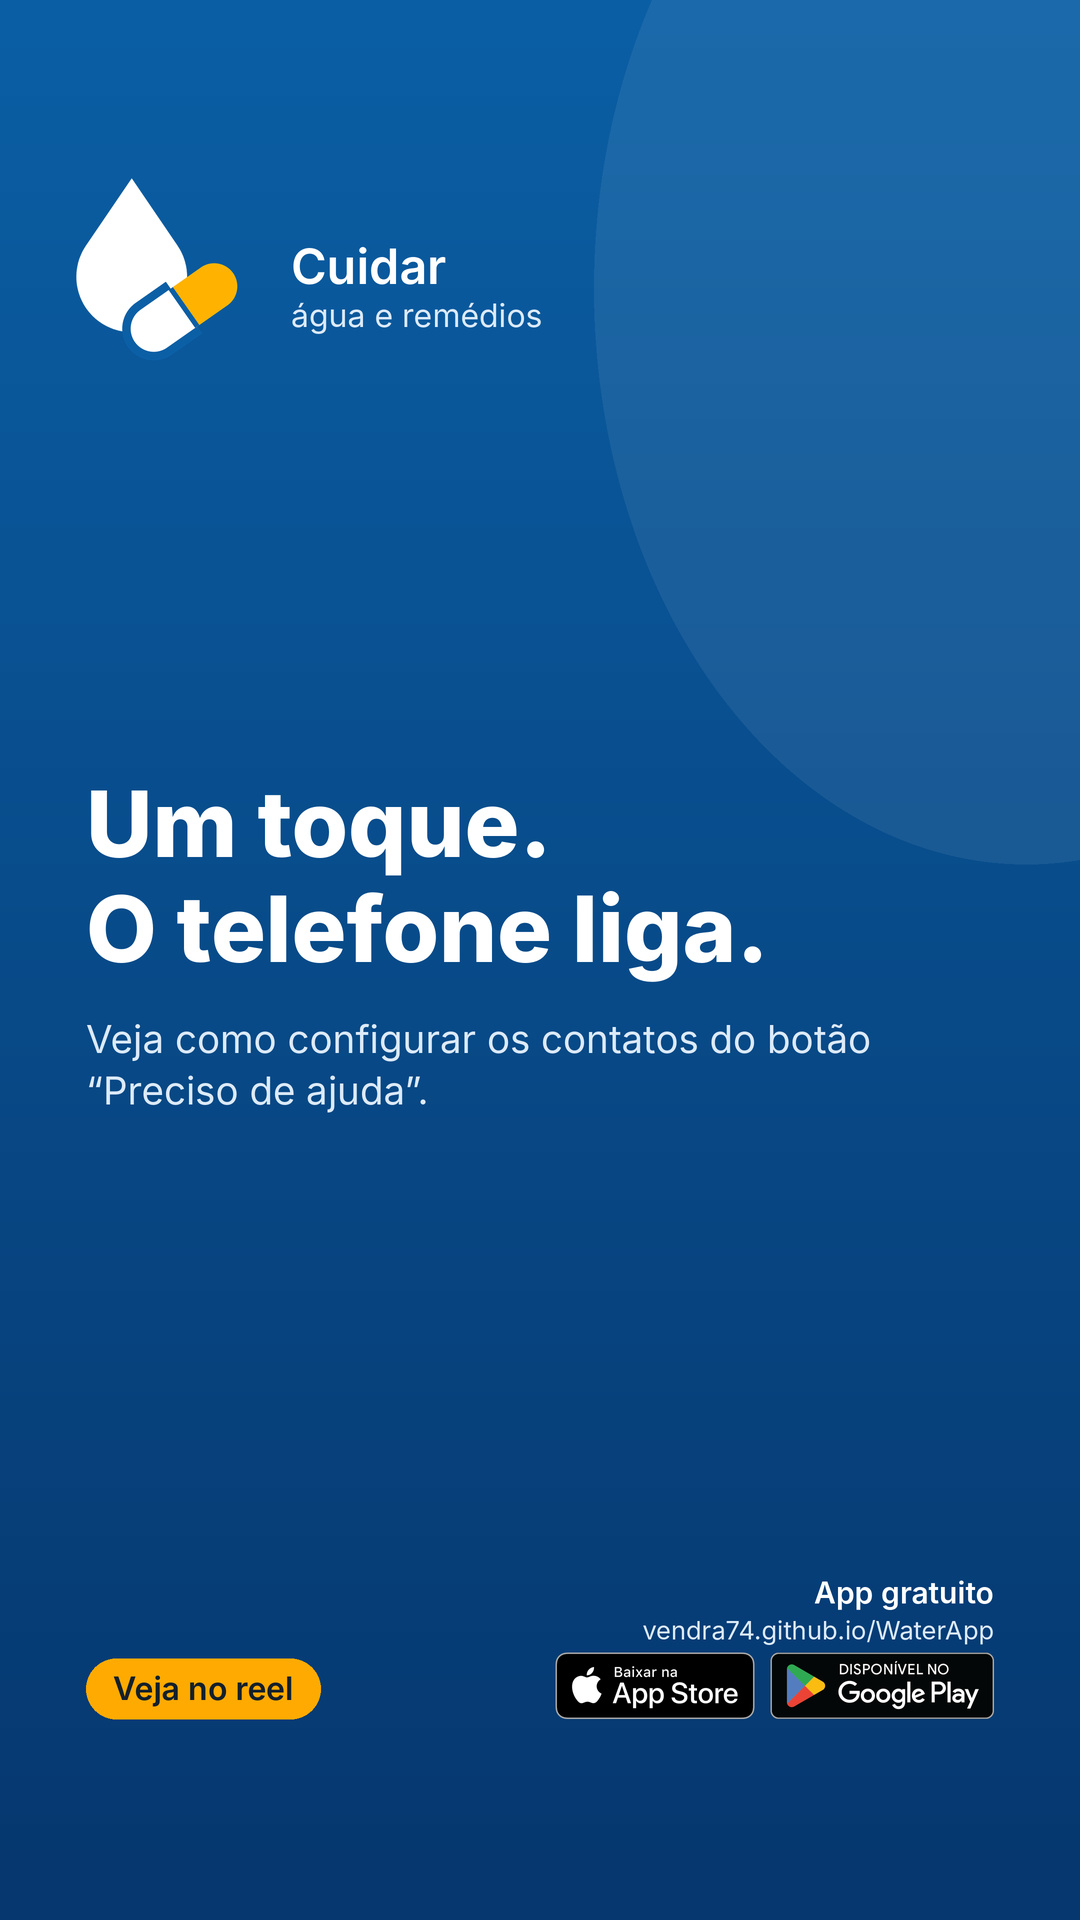 Cuidar
água e remédios
Um toque.
O telefone liga.
Veja como configurar os contatos do botão
“Preciso de ajuda”.
App gratuito
vendra74.github.io/WaterApp
Veja no reel
Baixar na
App Store
DISPONÍVEL NO
Google Play